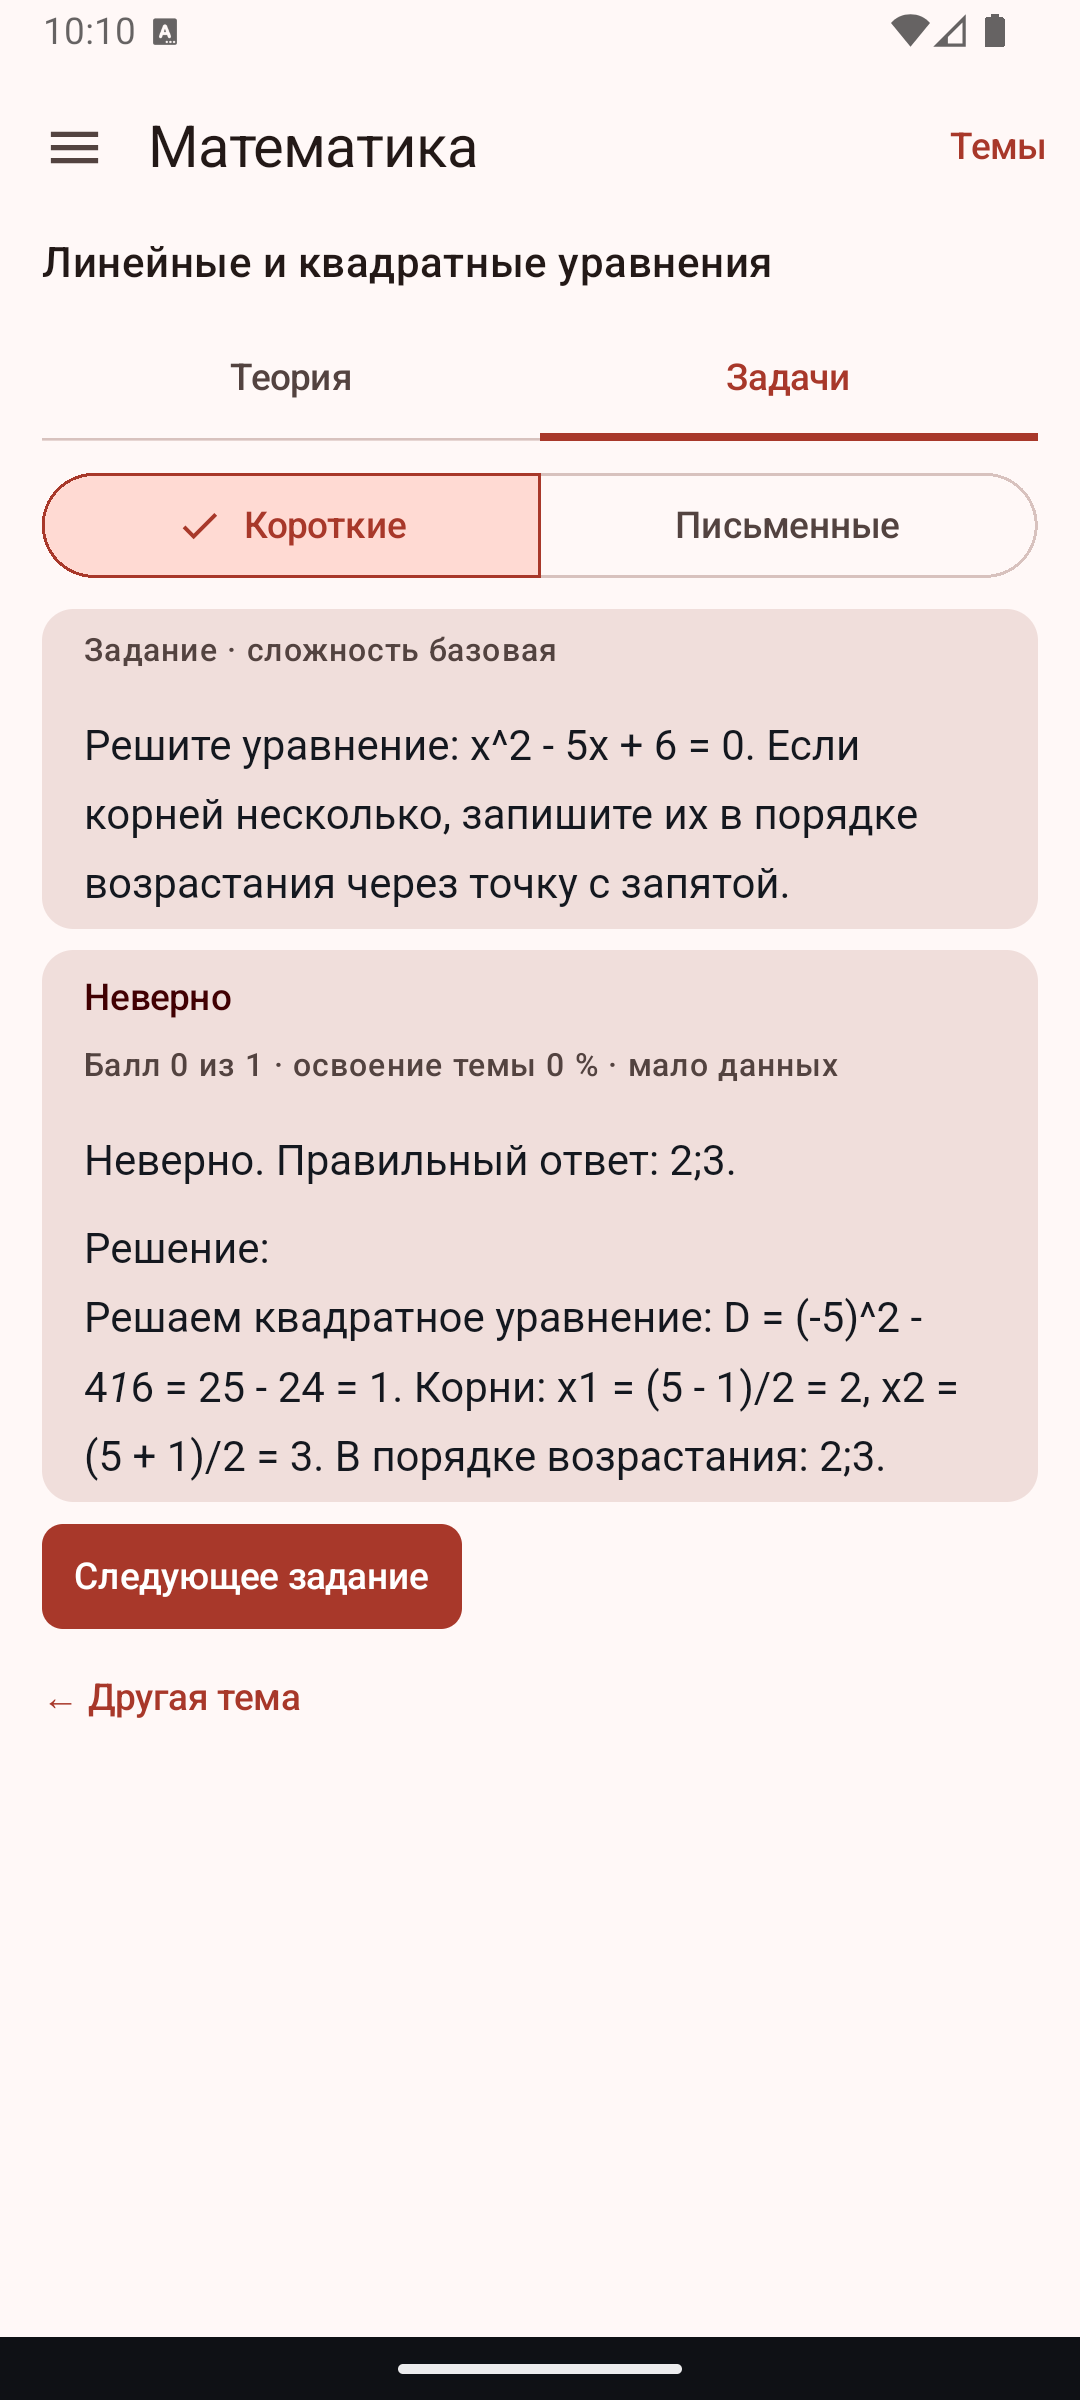 10:10
Математика
Темы
Линейные и квадратные уравнения
Теория
Задачи
Короткие
Письменные
Задание · сложность базовая
Решите уравнение: x^2 - 5x + 6 = 0. Если
корней несколько, запишите их в порядке
возрастания через точку с запятой.
Неверно
Балл 0 из 1 · освоение темы 0 % · мало данных
Неверно. Правильный ответ: 2;3.
Решение:
Решаем квадратное уравнение: D = (-5)^2 -
416 = 25 - 24 = 1. Корни: x1 = (5 - 1)/2 = 2, x2 =
(5 + 1)/2 = 3. В порядке возрастания: 2;3.
Следующее задание
← Другая тема